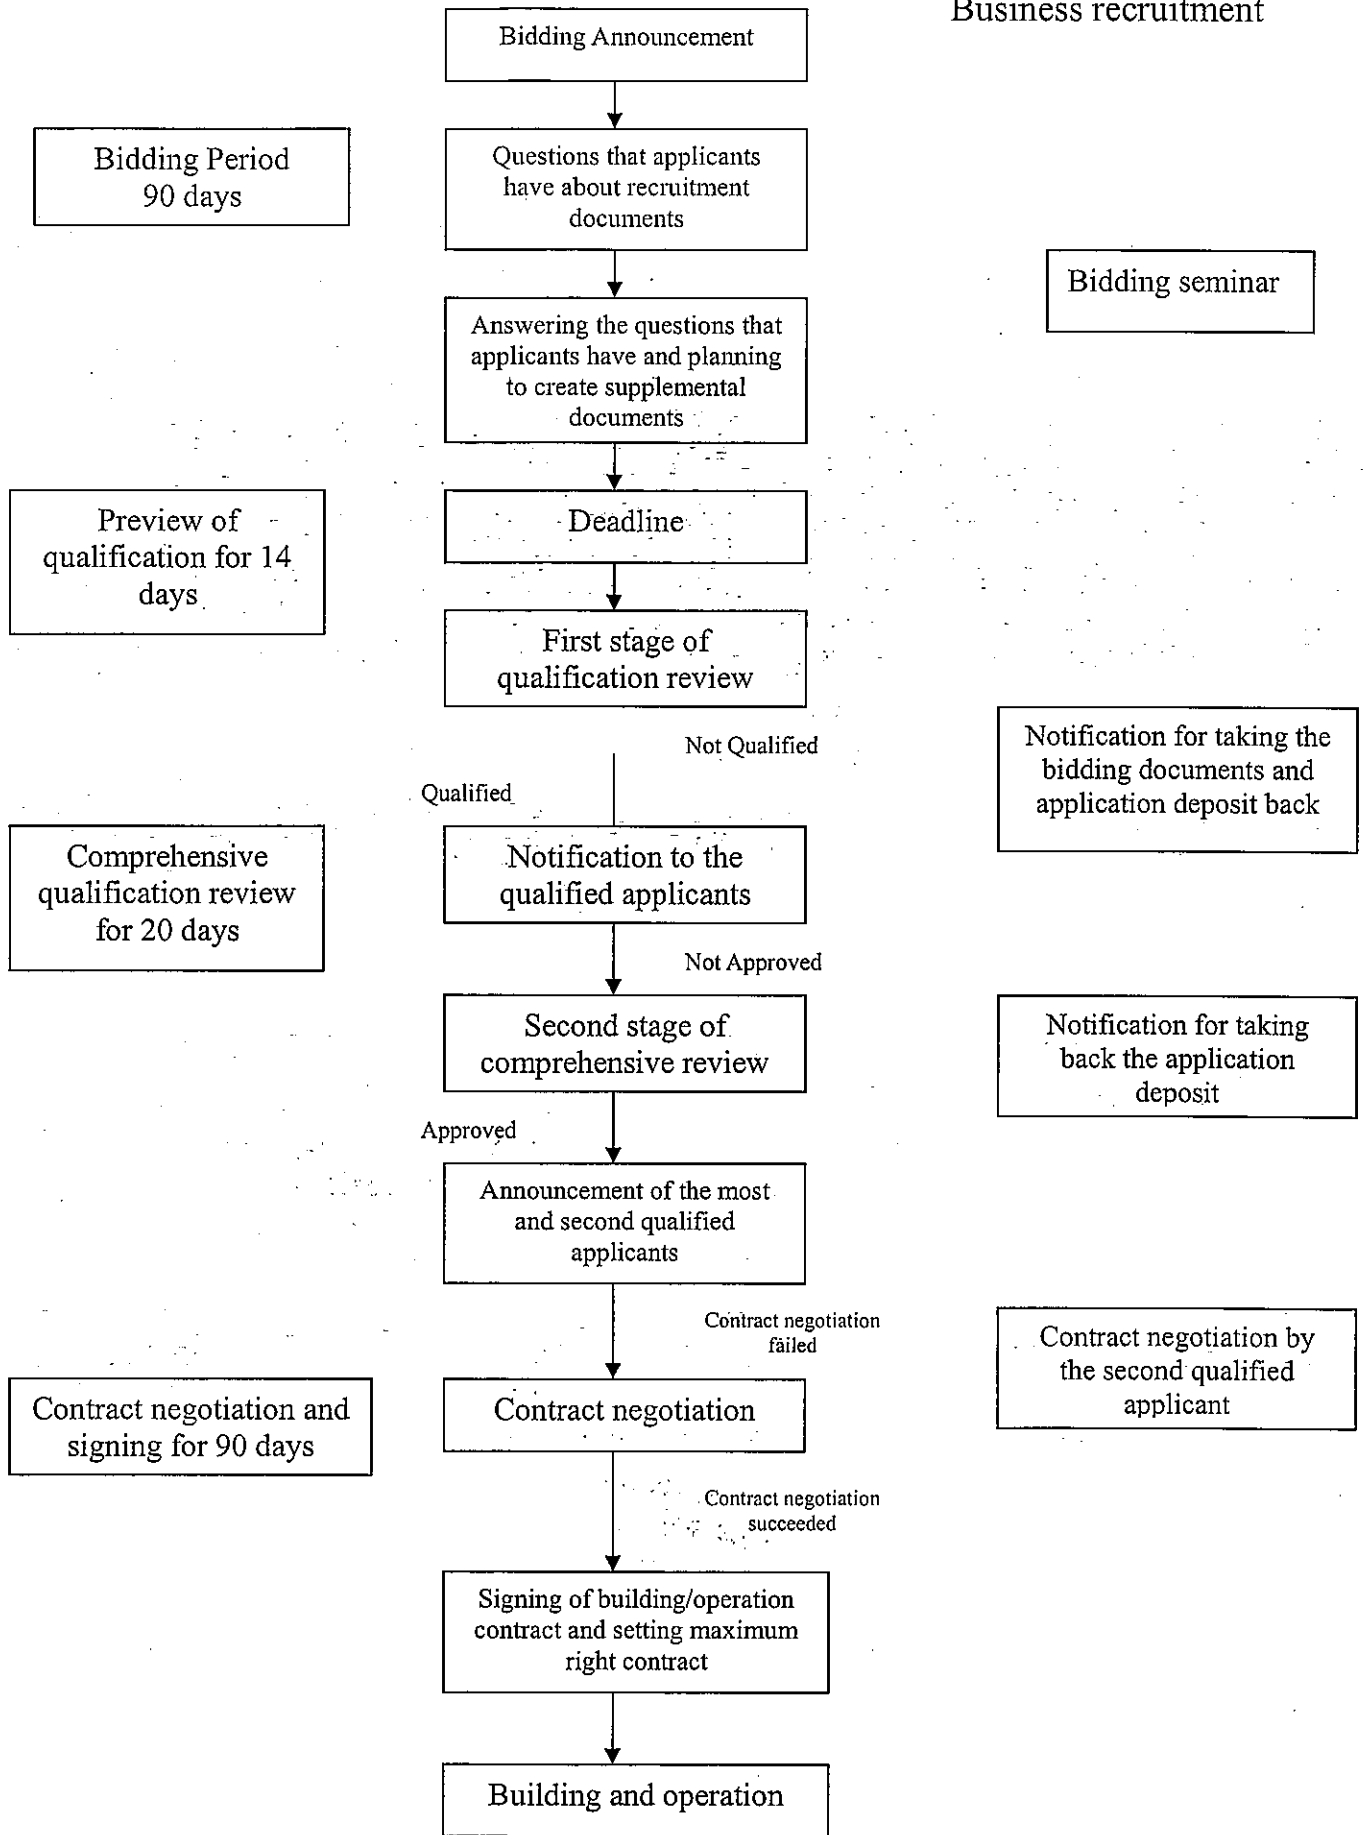 Business recruitment
Bidding Announcement
Bidding Period
90 days
Questions that applicants
have about recruitment
documents
Bidding seminar
Answering the questions that
applicants have and planning
to create supplemental
documents
Preview of
qualification for 14
days
Deadline
First stage of
qualification review
Not Qualified
Qualified
Notification for taking the
bidding documents and
application deposit back
Comprehensive
qualification review
for 20 days
Notification to the
qualified applicants
Not Approved
Second stage of
comprehensive review
Notification for taking
back the application
deposit
Approved
Announcement of the most
and second qualified
applicants
Contract negotiation
failed
Contract negotiation by
the second qualified
applicant
Contract negotiation and
signing for 90 days
Contract negotiation
Contract negotiation
succeeded
Signing of building/operation
contract and setting maximum
right contract
Building and operation